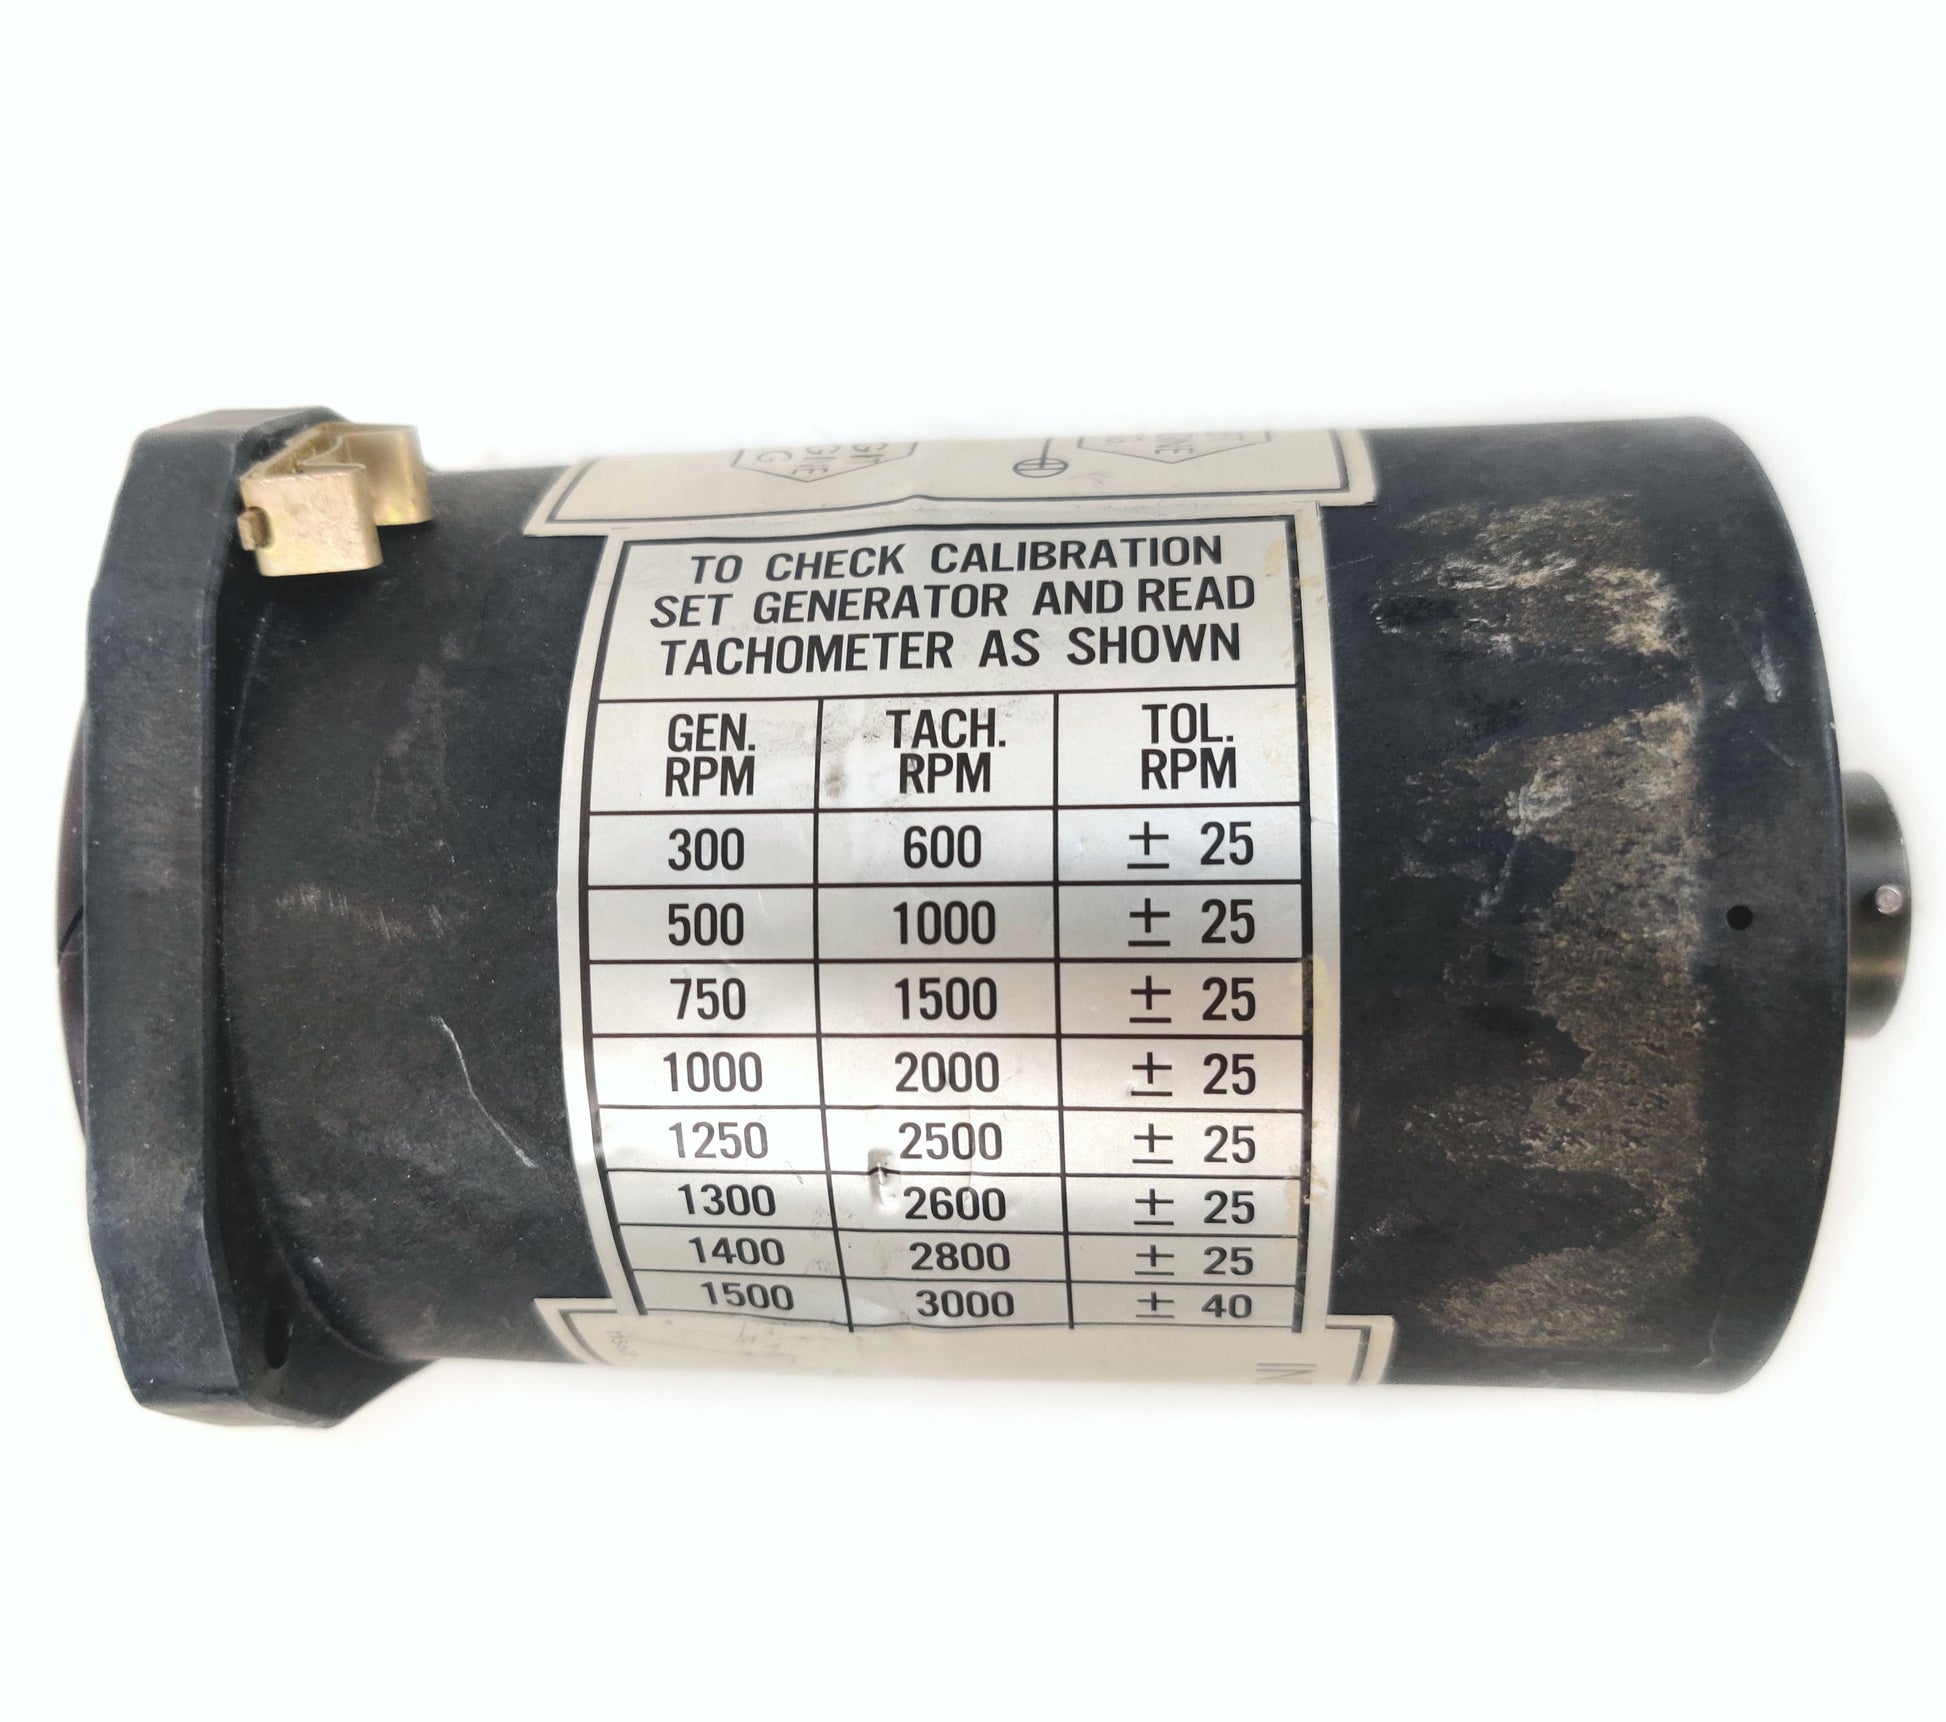 TO CHECK CALIBRATION
SET GENERATOR AND READ
TACHOMETER AS SHOWN
GEN. RPM TACH. RPM TOL. RPM
300 600 ± 25
500 1000 ± 25
750 1500 ± 25
1000 2000 ± 25
1250 2500 ± 25
1300 2600 ± 25
1400 2800 ± 25
1500 3000 ± 40